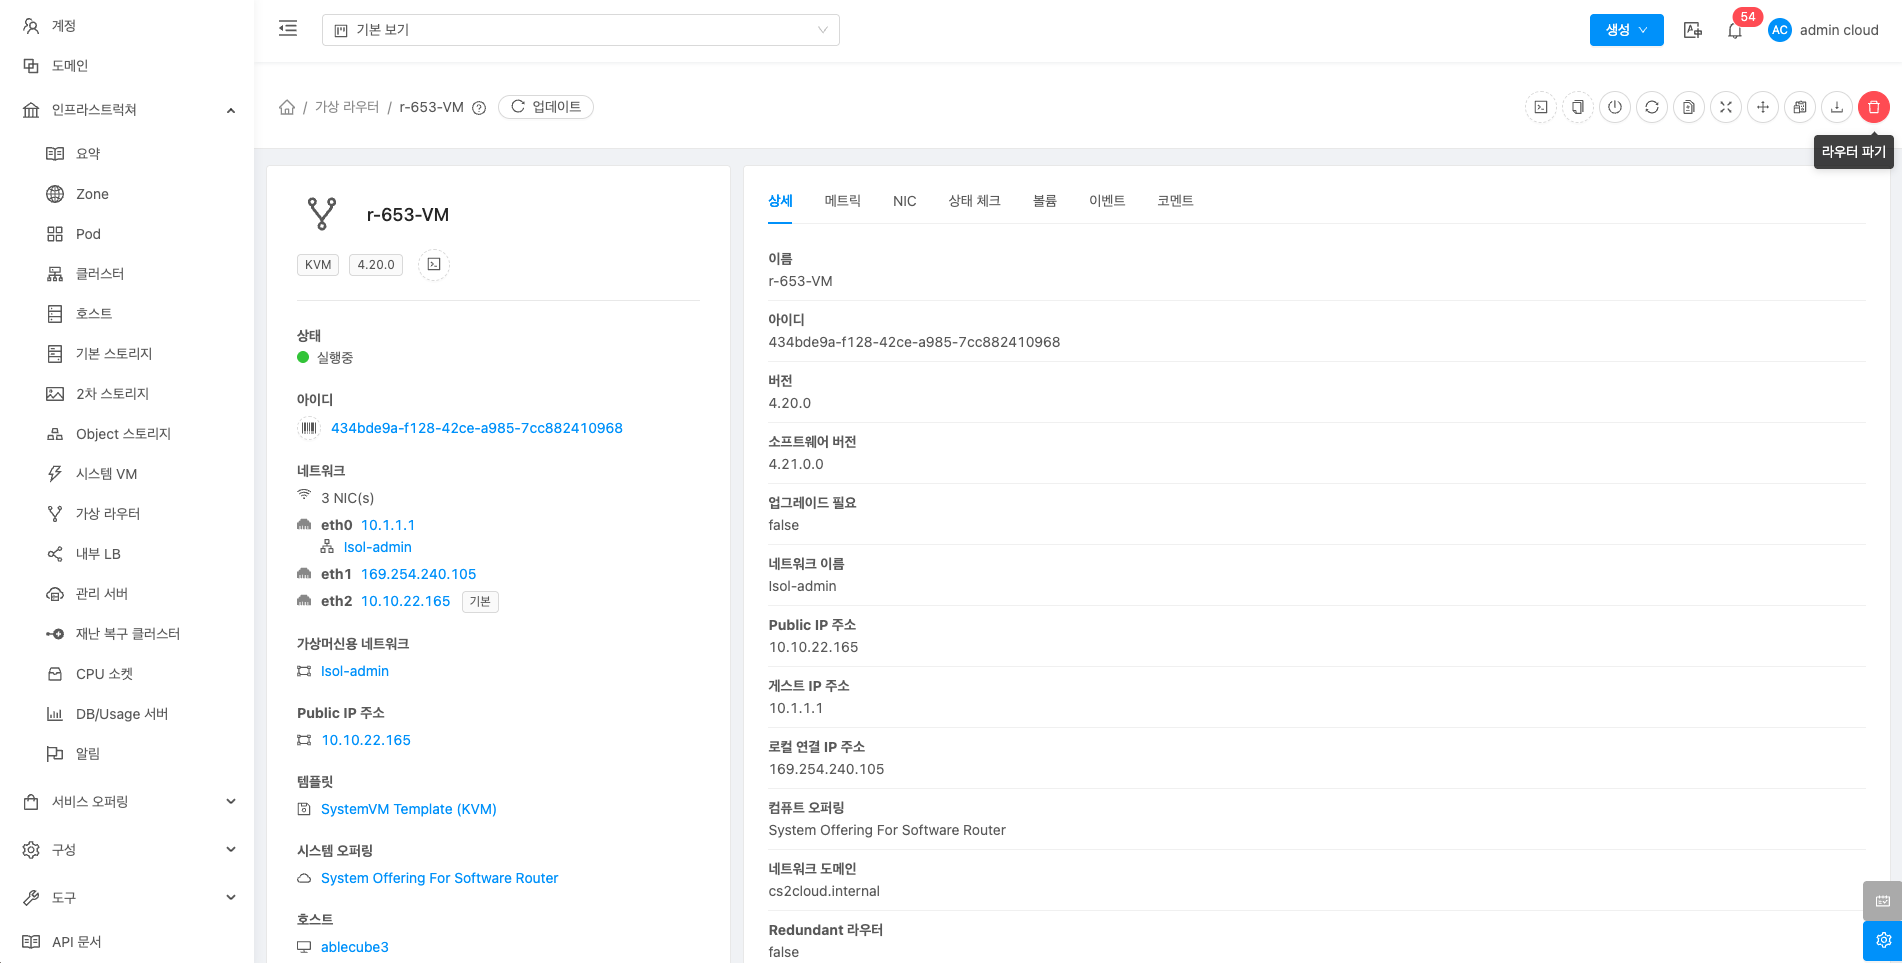 계정
도메인
인프라스트럭쳐
요약
Zone
Pod
클러스터
호스트
기본 스토리지
2차 스토리지
Object 스토리지
시스템 VM
가상 라우터
내부 LB
관리 서버
재난 복구 클러스터
CPU 소켓
DB/Usage 서버
알림
서비스 오퍼링
구성
도구
API 문서
기본 보기
생성
54
AC admin cloud
/ 가상 라우터 / r-653-VM 업데이트
라우터 파기
r-653-VM
KVM 4.20.0
상태
실행중
아이디
434bde9a-f128-42ce-a985-7cc882410968
네트워크
3 NIC(s)
eth0 10.1.1.1
Isol-admin
eth1 169.254.240.105
eth2 10.10.22.165 기본
가상머신용 네트워크
Isol-admin
Public IP 주소
10.10.22.165
템플릿
SystemVM Template (KVM)
시스템 오퍼링
System Offering For Software Router
호스트
ablecube3
상세 메트릭 NIC 상태 체크 볼륨 이벤트 코멘트
이름
r-653-VM
아이디
434bde9a-f128-42ce-a985-7cc882410968
버전
4.20.0
소프트웨어 버전
4.21.0.0
업그레이드 필요
false
네트워크 이름
Isol-admin
Public IP 주소
10.10.22.165
게스트 IP 주소
10.1.1.1
로컬 연결 IP 주소
169.254.240.105
컴퓨트 오퍼링
System Offering For Software Router
네트워크 도메인
cs2cloud.internal
Redundant 라우터
false